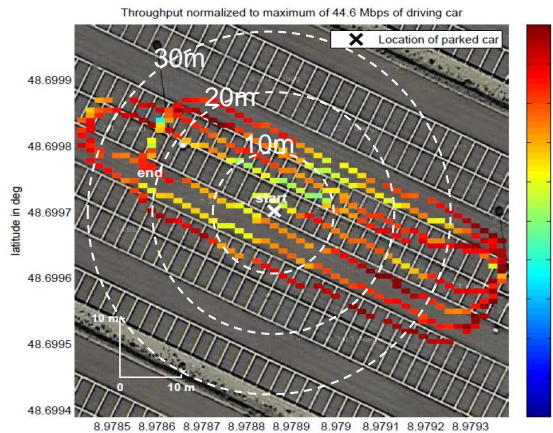 Throughput normalized to maximum of 44.6 Mbps of driving car
Location of parked car
30m
20m
10m
start
end
10 m
0 10 m
latitude in deg
48.6999
48.6998
48.6997
48.6996
48.6995
48.6994
8.9785 8.9786 8.9787 8.9788 8.9789 8.979 8.9791 8.9792 8.9793